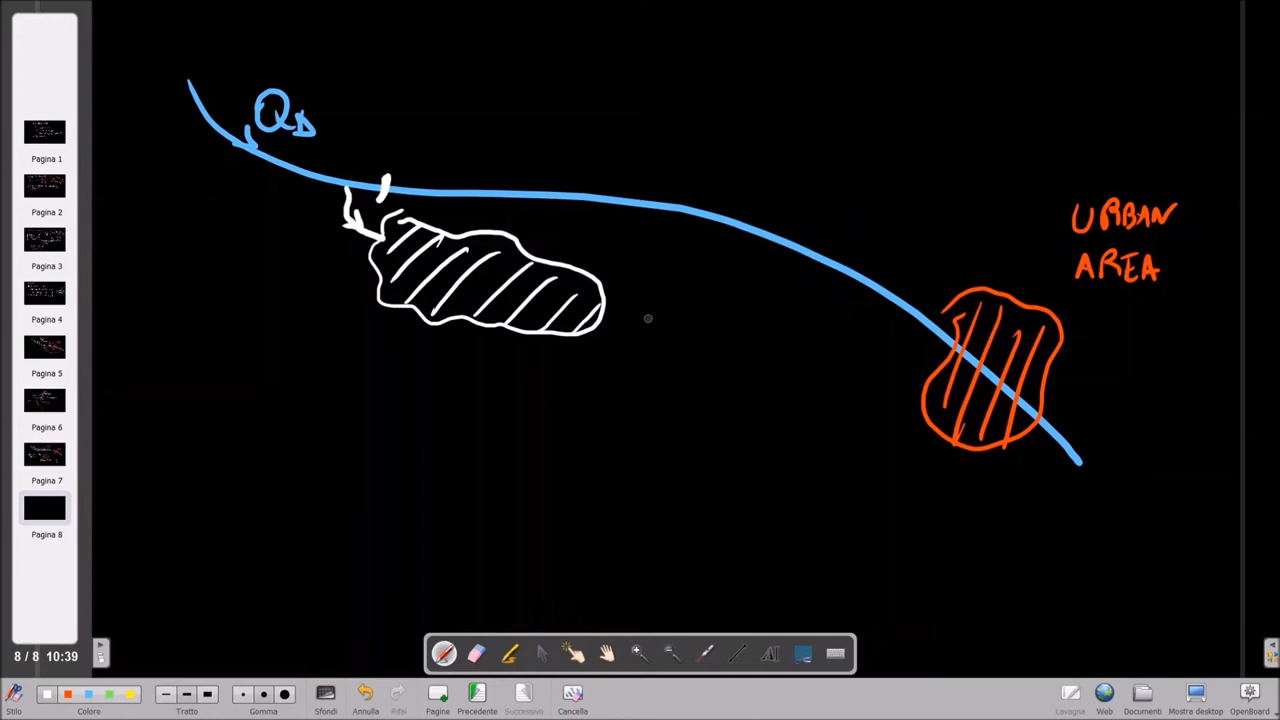 QD
URBAN
AREA
Pagina 1
Pagina 2
Pagina 3
Pagina 4
Pagina 5
Pagina 6
Pagina 7
Pagina 8
8 / 8 10:39
Stilo
Colore
Tratto
Gomma
Sfondi
Annulla
Rifai
Pagine
Precedente
Successivo
Cancella
Lavagna
Web
Documenti
Mostra desktop
OpenBoard